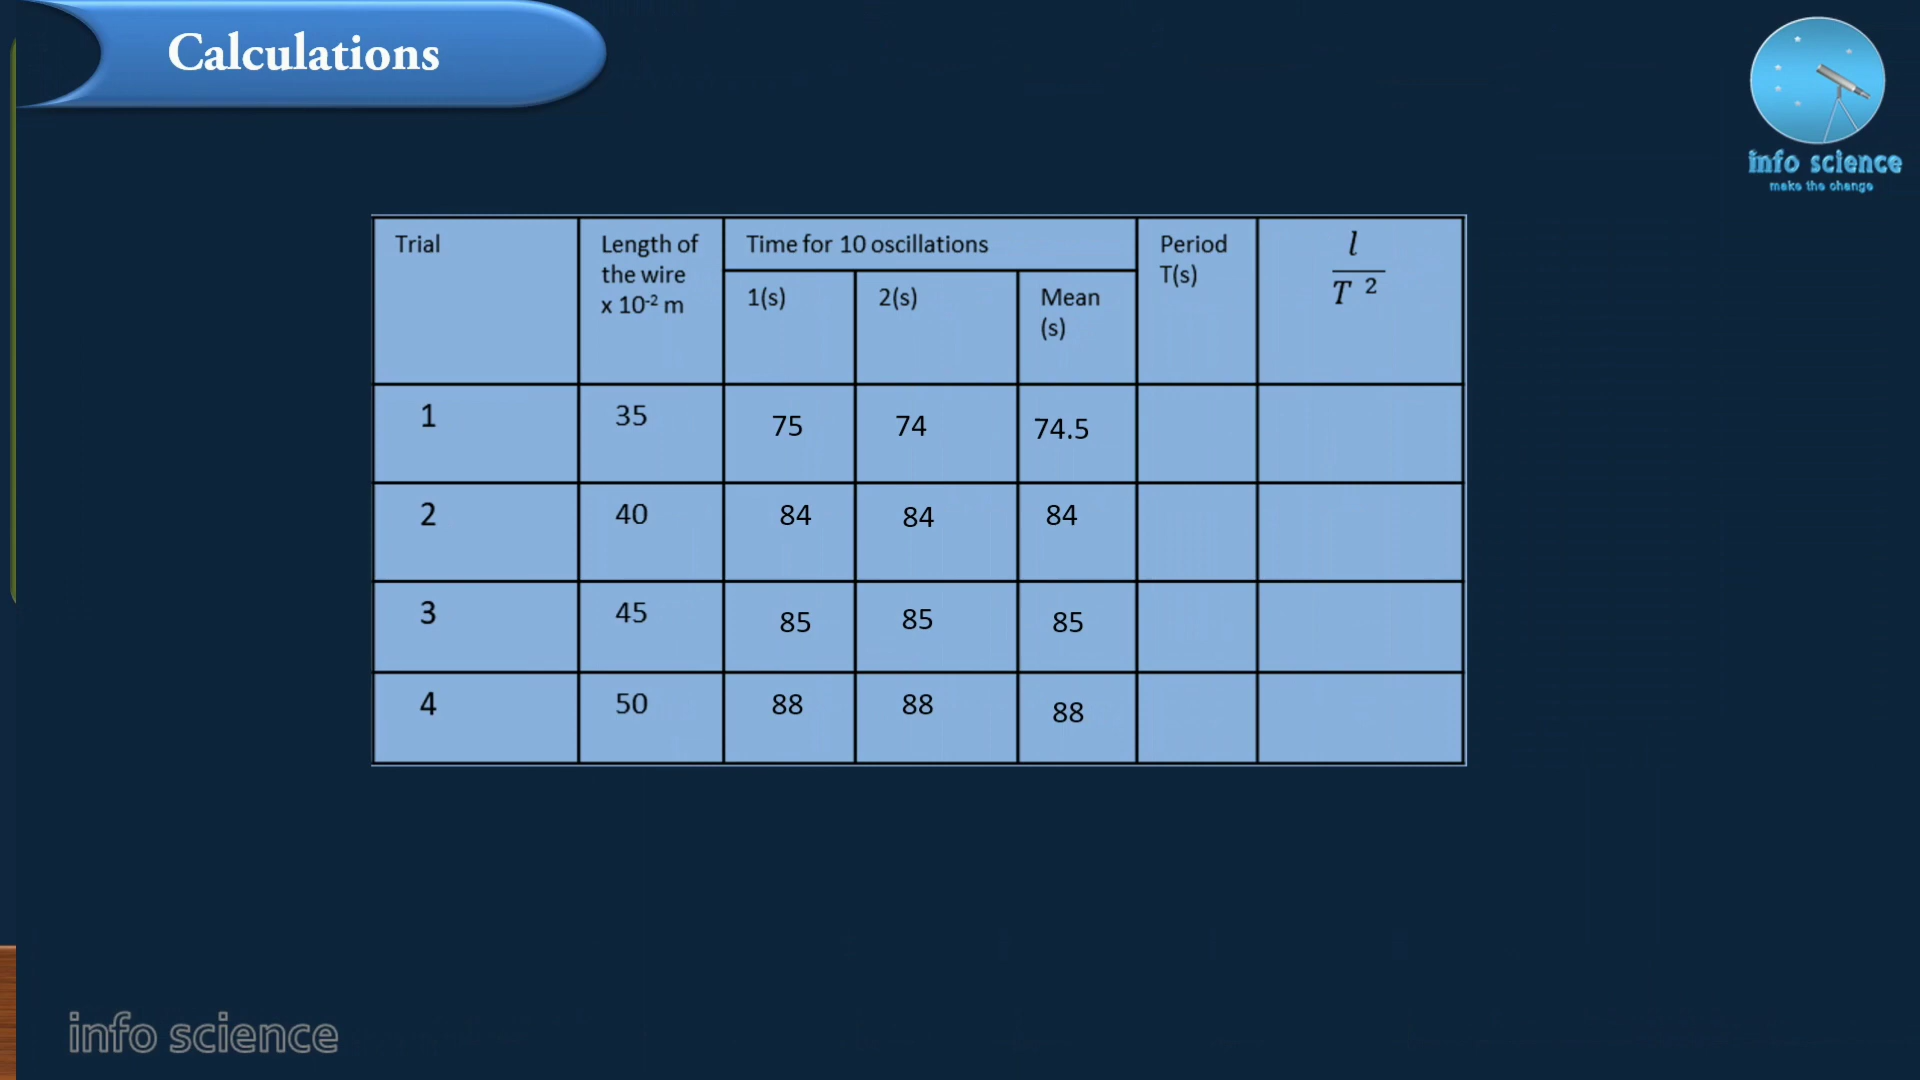 Calculations
info science
make the change
Trial
Length of
the wire
x 10⁻² m
Time for 10 oscillations
1(s)
2(s)
Mean
(s)
Period
T(s)
l
T ²
1 35 75 74 74.5
2 40 84 84 84
3 45 85 85 85
4 50 88 88 88
info science